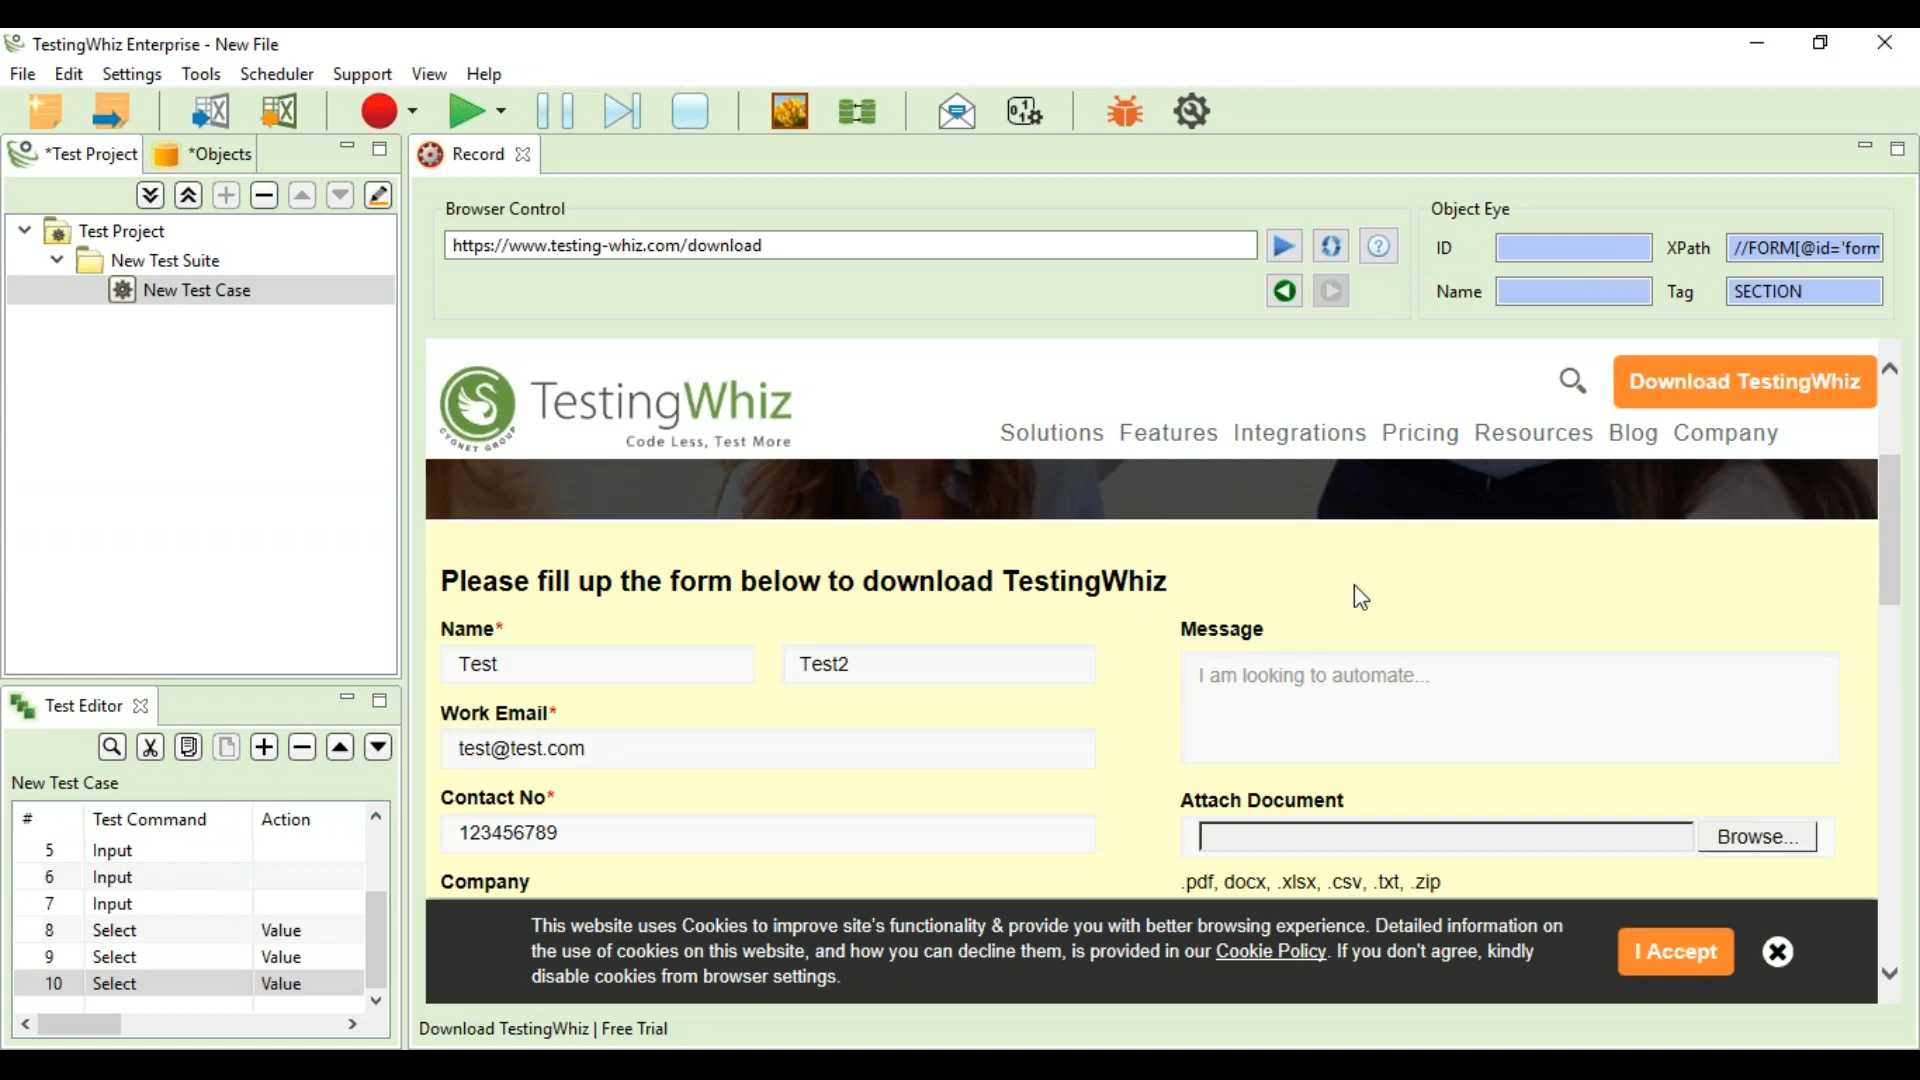 TestingWhiz Enterprise - New File
File Edit Settings Tools Scheduler Support View Help
*Test Project *Objects
Record
Test Project
New Test Suite
New Test Case
Browser Control
https://www.testing-whiz.com/download
Object Eye
ID XPath //FORM[@id='form
Name Tag SECTION
TestingWhiz
Code Less, Test More
CYGNET GROUP
Download TestingWhiz
Solutions Features Integrations Pricing Resources Blog Company
Please fill up the form below to download TestingWhiz
Name*
Test Test2
Work Email*
test@test.com
Contact No*
123456789
Company
Message
I am looking to automate...
Attach Document
Browse...
.pdf, docx, .xlsx, .csv, .txt, .zip
This website uses Cookies to improve site's functionality & provide you with better browsing experience. Detailed information on
the use of cookies on this website, and how you can decline them, is provided in our Cookie Policy. If you don't agree, kindly
disable cookies from browser settings.
I Accept
Download TestingWhiz | Free Trial
Test Editor
New Test Case
# Test Command Action
5 Input
6 Input
7 Input
8 Select Value
9 Select Value
10 Select Value